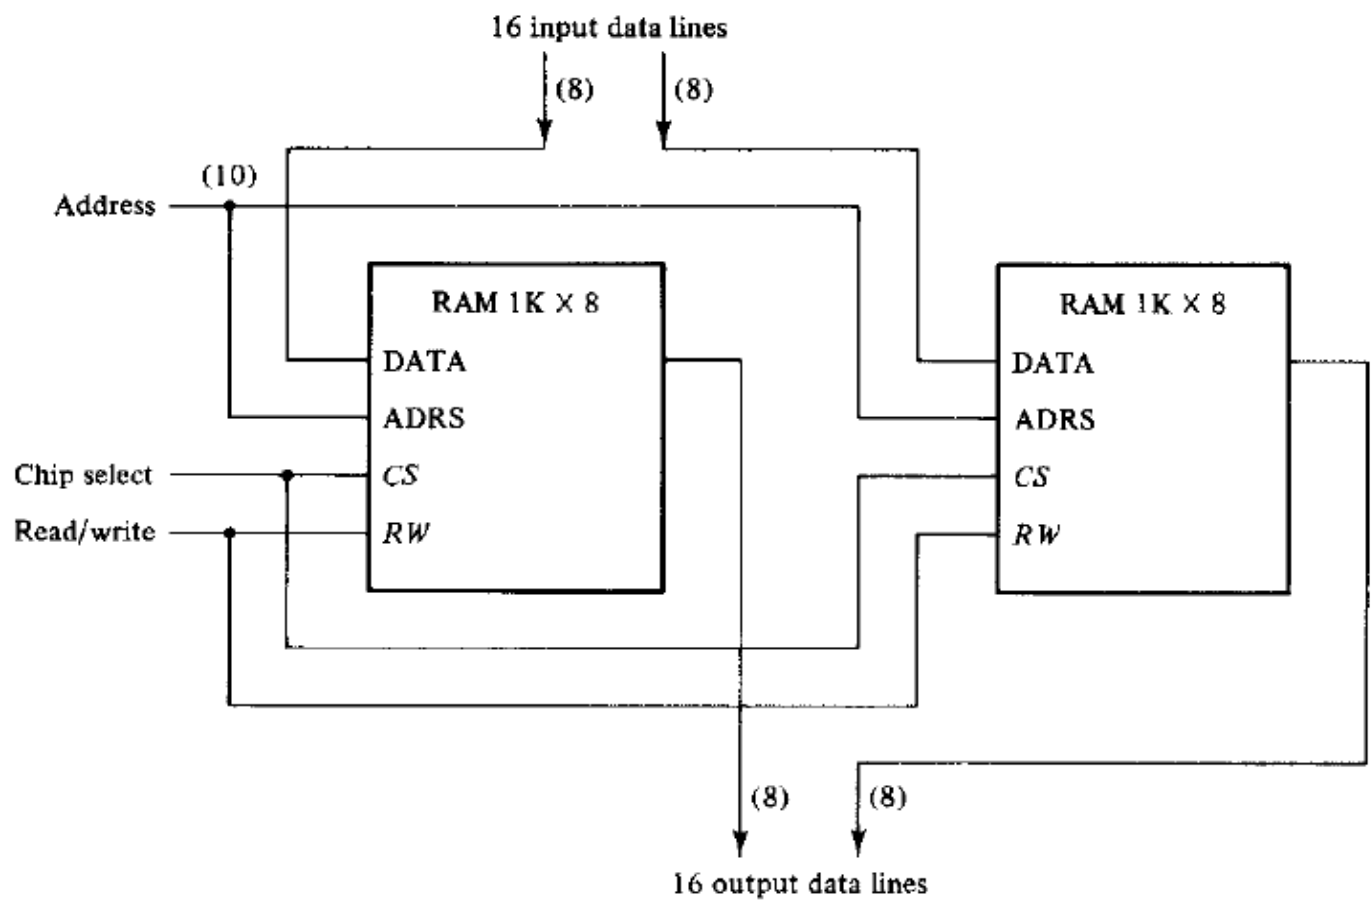 16 input data lines
(8) (8)
(10)
Address
RAM 1K × 8 RAM 1K × 8
DATA DATA
ADRS ADRS
Chip select CS CS
Read/write RW RW
(8) (8)
16 output data lines